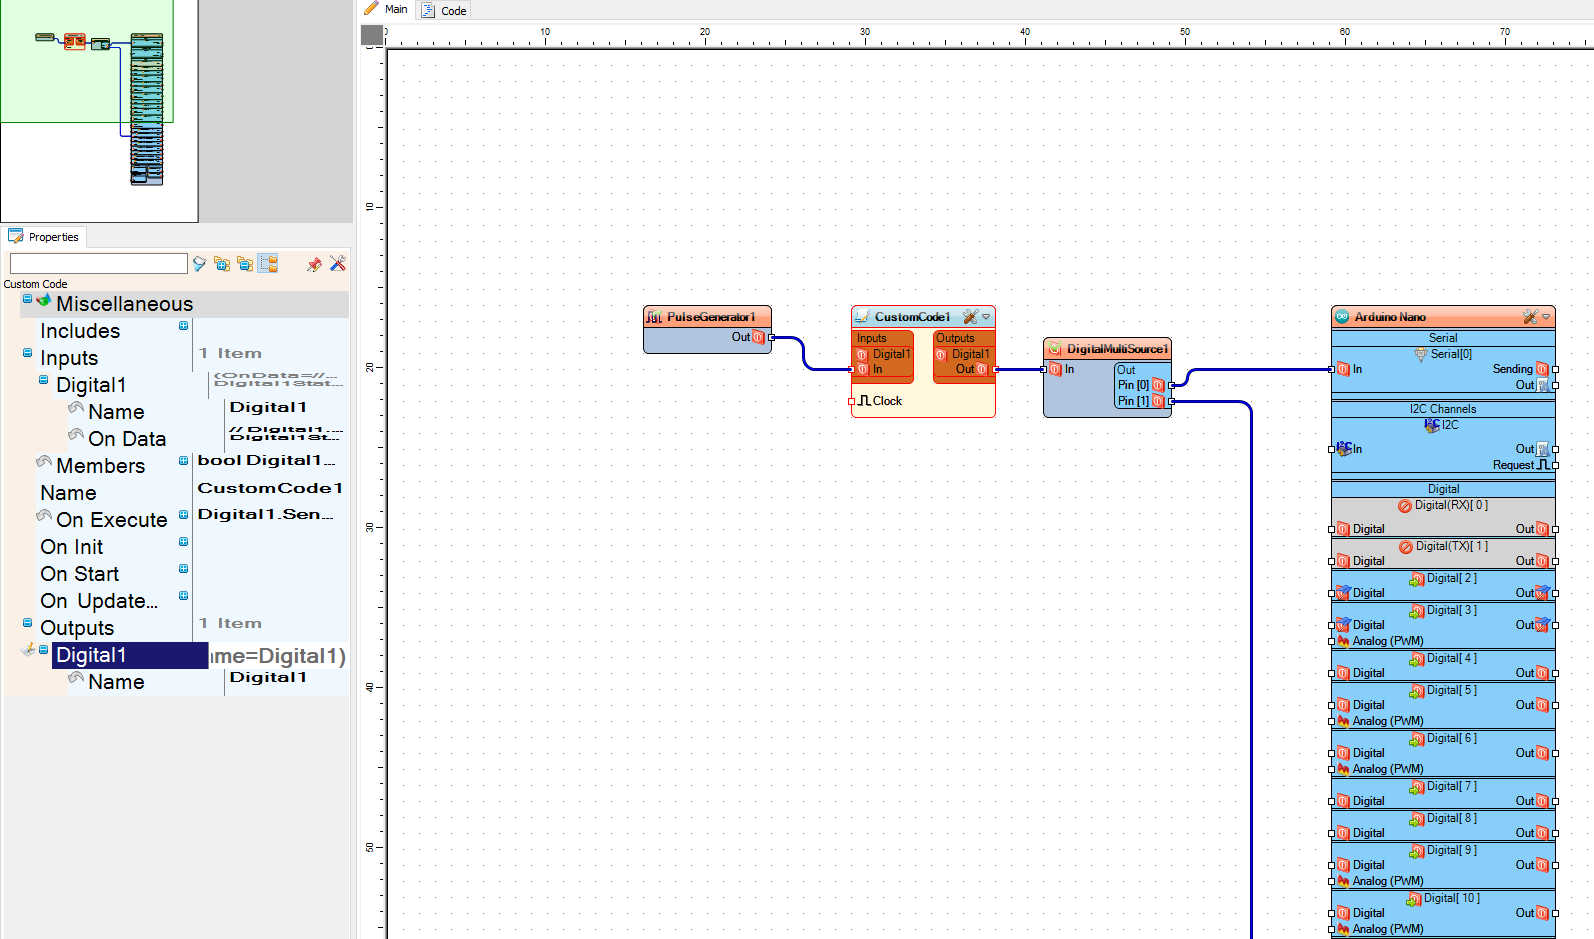 Main
Code
10
20
30
40
50
60
70
10
20
30
40
50
Properties
Custom Code
Miscellaneous
Includes
Inputs
1 Item
Digital1
(OnData=//...
Digital1Stat...
Name
Digital1
On Data
// Digital1....
Digital1St...
Members
bool Digital1...
Name
CustomCode1
On Execute
Digital1.Sen...
On Init
On Start
On Update...
Outputs
1 Item
Digital1
ame=Digital1)
Name
Digital1
PulseGenerator1
Out
CustomCode1
Inputs
Digital1
In
Outputs
Digital1
Out
Clock
DigitalMultiSource1
In
Out
Pin [0]
Pin [1]
Arduino Nano
Serial
Serial[0]
In
Sending
Out
I2C Channels
I2C
I2C
I2C In
Out
Request
Digital
Digital(RX)[ 0 ]
Digital
Out
Digital(TX)[ 1 ]
Digital
Out
Digital[ 2 ]
Digital
Out
Digital[ 3 ]
Digital
Out
Analog (PWM)
Digital[ 4 ]
Digital
Out
Digital[ 5 ]
Digital
Out
Analog (PWM)
Digital[ 6 ]
Digital
Out
Analog (PWM)
Digital[ 7 ]
Digital
Out
Digital[ 8 ]
Digital
Out
Digital[ 9 ]
Digital
Out
Analog (PWM)
Digital[ 10 ]
Digital
Out
Analog (PWM)